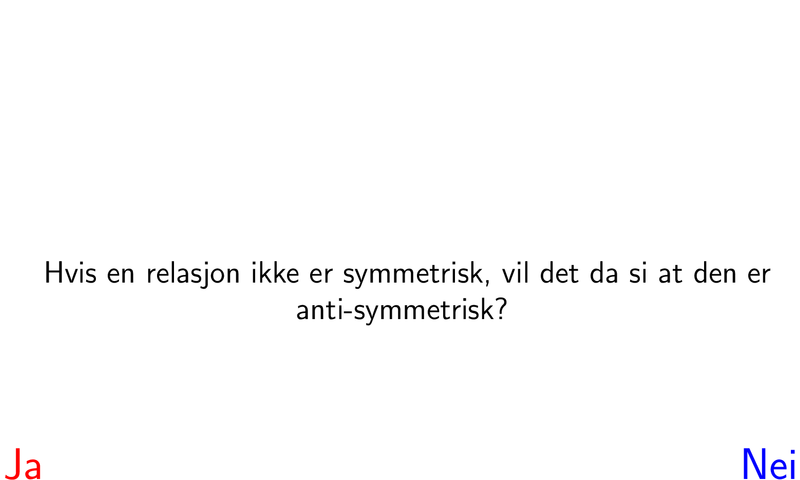 Hvis en relasjon ikke er symmetrisk, vil det da si at den er
anti-symmetrisk?
Ja
Nei